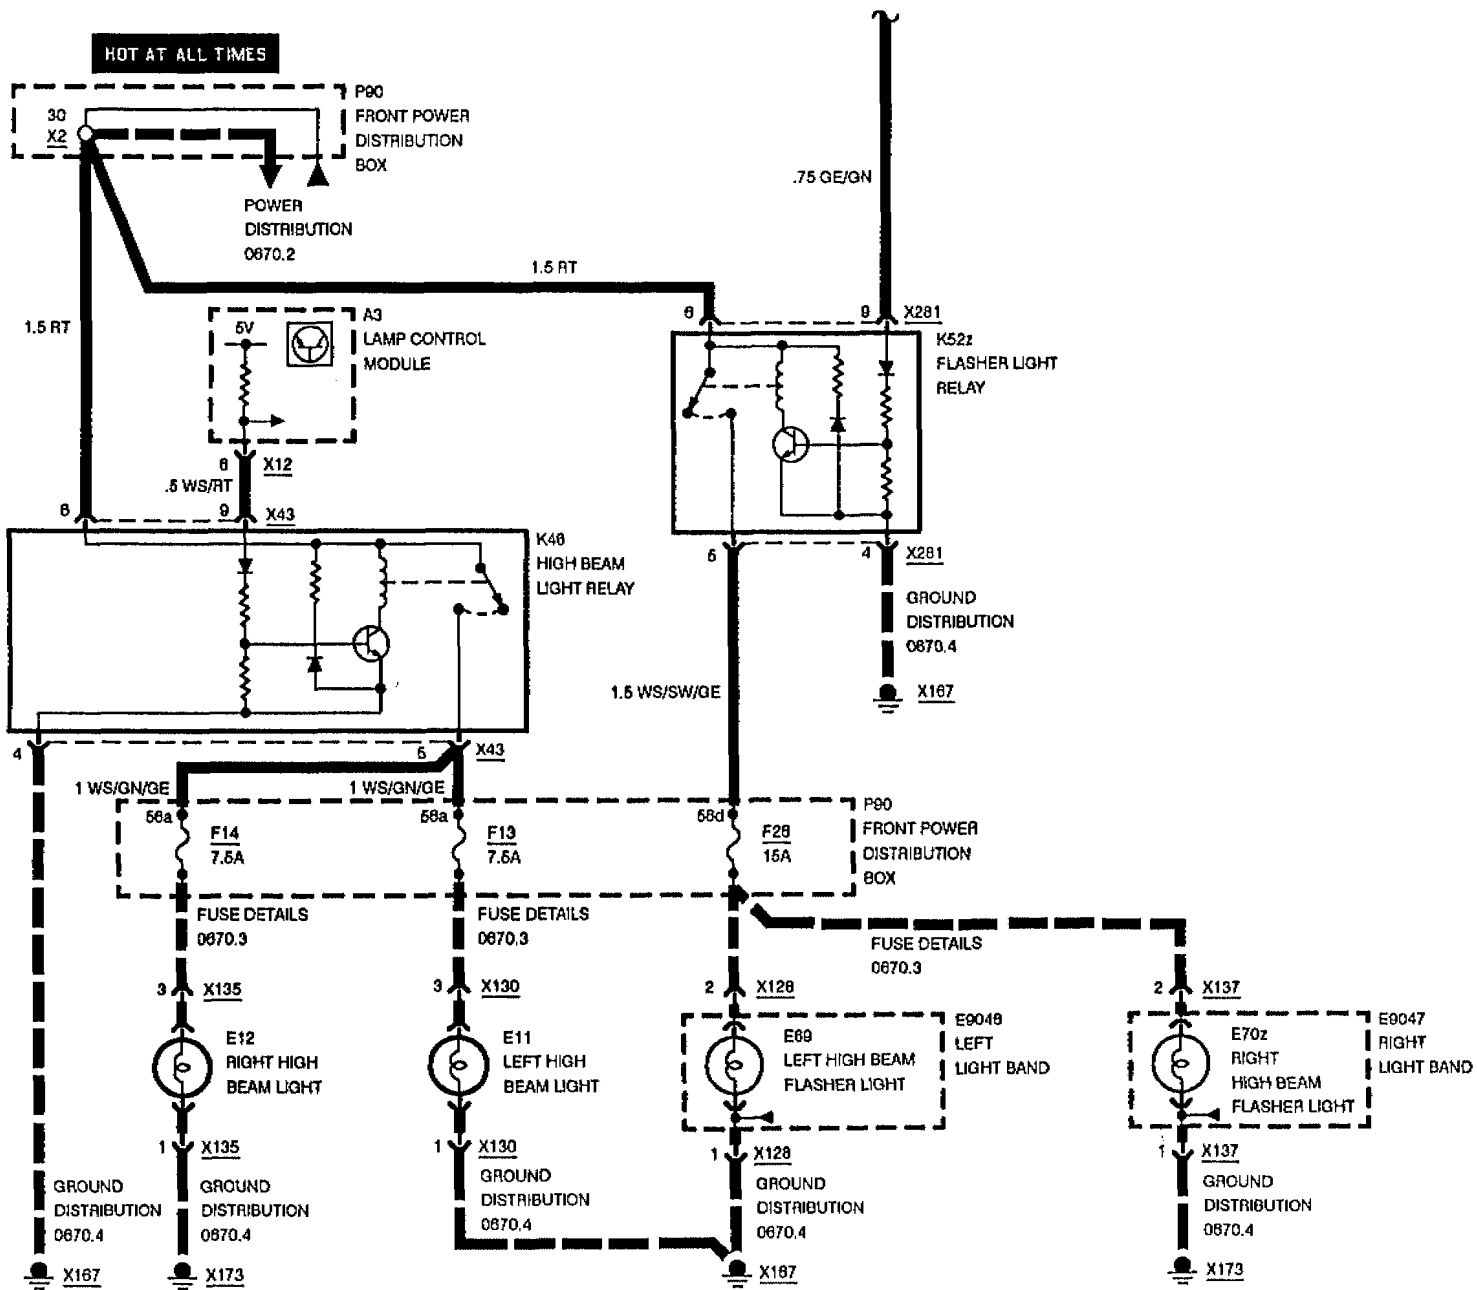 HOT AT ALL TIMES
P90
FRONT POWER
DISTRIBUTION
BOX
30
X2
POWER
DISTRIBUTION
0670.2
.75 GE/GN
1.5 RT
1.5 RT
A3
LAMP CONTROL
MODULE
5V
6
X12
.5 WS/RT
6
9
X281
K52z
FLASHER LIGHT
RELAY
8
9
X43
K46
HIGH BEAM
LIGHT RELAY
5
4
X281
GROUND
DISTRIBUTION
0670.4
X167
1.5 WS/SW/GE
4
5
X43
1 WS/GN/GE
1 WS/GN/GE
56a
F14
7.5A
56a
F13
7.5A
56d
F26
15A
P90
FRONT POWER
DISTRIBUTION
BOX
FUSE DETAILS
0670.3
FUSE DETAILS
0670.3
FUSE DETAILS
0670.3
3
X135
3
X130
2
X128
2
X137
E12
RIGHT HIGH
BEAM LIGHT
E11
LEFT HIGH
BEAM LIGHT
E69
LEFT HIGH BEAM
FLASHER LIGHT
E9046
LEFT
LIGHT BAND
E70z
RIGHT
HIGH BEAM
FLASHER LIGHT
E9047
RIGHT
LIGHT BAND
1
X135
1
X130
1
X128
1
X137
GROUND
DISTRIBUTION
0670.4
GROUND
DISTRIBUTION
0670.4
GROUND
DISTRIBUTION
0670.4
GROUND
DISTRIBUTION
0670.4
GROUND
DISTRIBUTION
0670.4
X167
X173
X167
X173